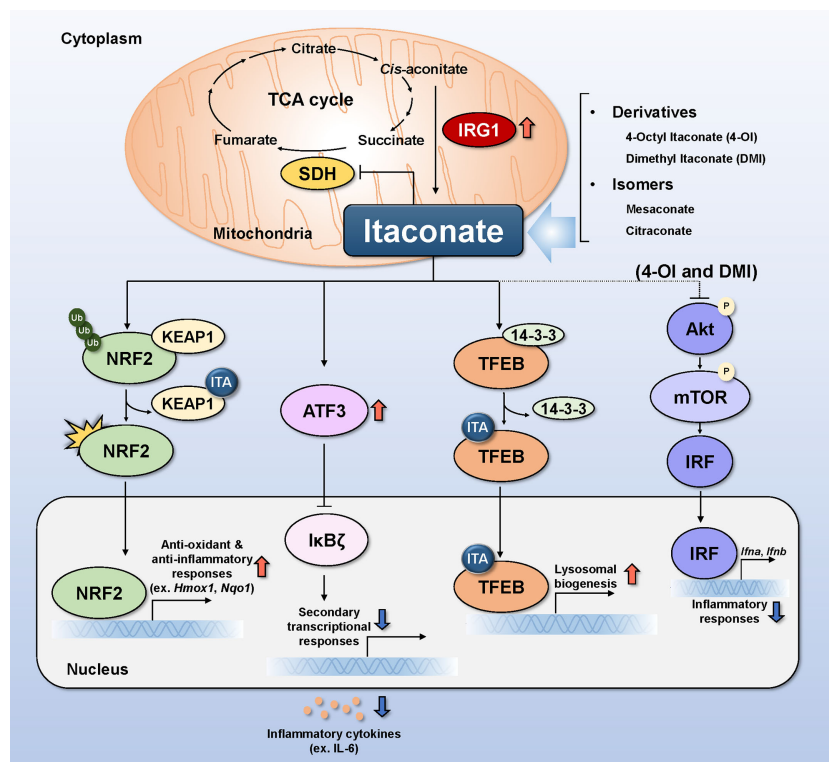 Cytoplasm
Citrate
Cis-aconitate
TCA cycle
IRG1
Fumarate
Succinate
SDH
Mitochondria
Itaconate
• Derivatives
4-Octyl Itaconate (4-OI)
Dimethyl Itaconate (DMI)
• Isomers
Mesaconate
Citraconate
(4-OI and DMI)
Ub
Ub
Ub
KEAP1
NRF2
ITA
KEAP1
NRF2
ATF3
14-3-3
TFEB
14-3-3
ITA
TFEB
P
Akt
P
mTOR
IRF
Anti-oxidant &
anti-inflammatory
responses
(ex. Hmox1, Nqo1)
NRF2
IκBζ
Secondary
transcriptional
responses
ITA
TFEB
Lysosomal
biogenesis
IRF
Ifna, Ifnb
Inflammatory
responses
Nucleus
Inflammatory cytokines
(ex. IL-6)